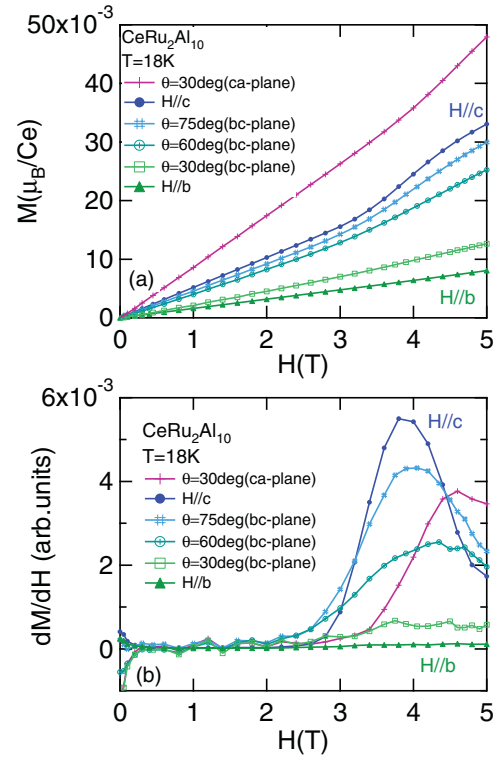 50x10⁻³
CeRu₂Al₁₀
T=18K
θ=30deg(ca-plane)
H//c
θ=75deg(bc-plane)
θ=60deg(bc-plane)
θ=30deg(bc-plane)
H//b
H//c
H//b
40
30
20
10
0
M(μ_B/Ce)
(a)
0 1 2 3 4 5
H(T)
6x10⁻³
CeRu₂Al₁₀
T=18K
θ=30deg(ca-plane)
H//c
θ=75deg(bc-plane)
θ=60deg(bc-plane)
θ=30deg(bc-plane)
H//b
H//c
H//b
4
2
0
dM/dH (arb.units)
(b)
0 1 2 3 4 5
H(T)